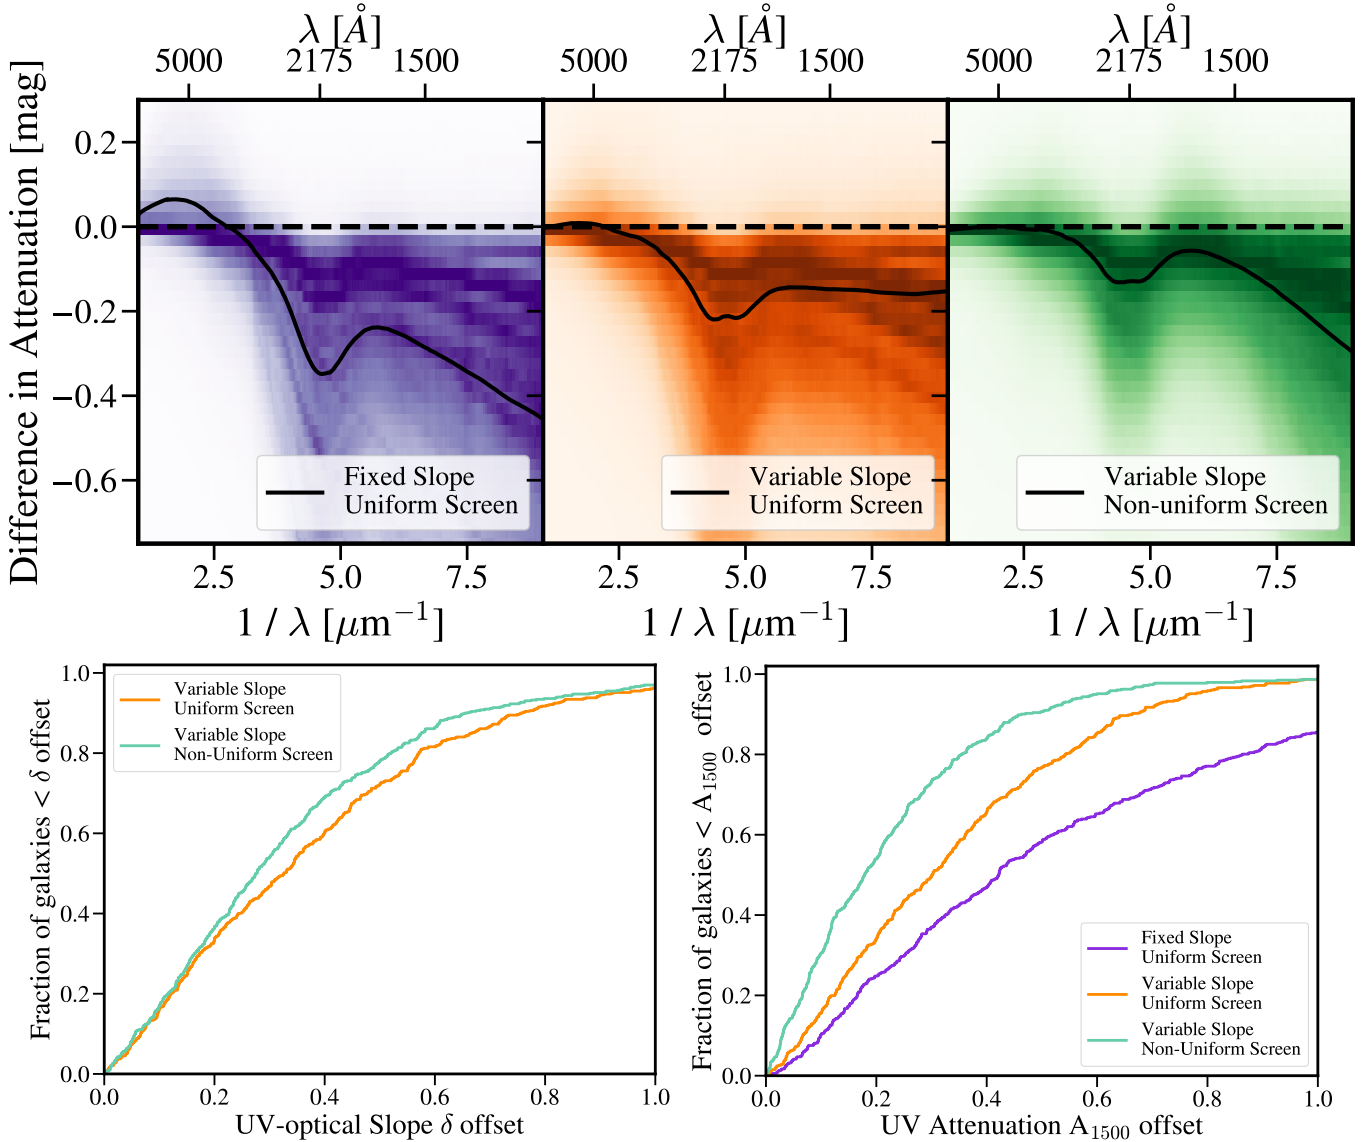 λ [Å]
λ [Å]
λ [Å]
5000 2175 1500
5000 2175 1500
5000 2175 1500
Difference in Attenuation [mag]
0.2
0.0
−0.2
−0.4
−0.6
Fixed Slope
Uniform Screen
Variable Slope
Uniform Screen
Variable Slope
Non-uniform Screen
2.5 5.0 7.5
2.5 5.0 7.5
2.5 5.0 7.5
1 / λ [μm⁻¹]
1 / λ [μm⁻¹]
1 / λ [μm⁻¹]
Fraction of galaxies < δ offset
1.0
0.8
0.6
0.4
0.2
0.0
Variable Slope
Uniform Screen
Variable Slope
Non-Uniform Screen
0.0 0.2 0.4 0.6 0.8 1.0
UV-optical Slope δ offset
Fraction of galaxies < A₁₅₀₀ offset
1.0
0.8
0.6
0.4
0.2
0.0
Fixed Slope
Uniform Screen
Variable Slope
Uniform Screen
Variable Slope
Non-Uniform Screen
0.0 0.2 0.4 0.6 0.8 1.0
UV Attenuation A₁₅₀₀ offset